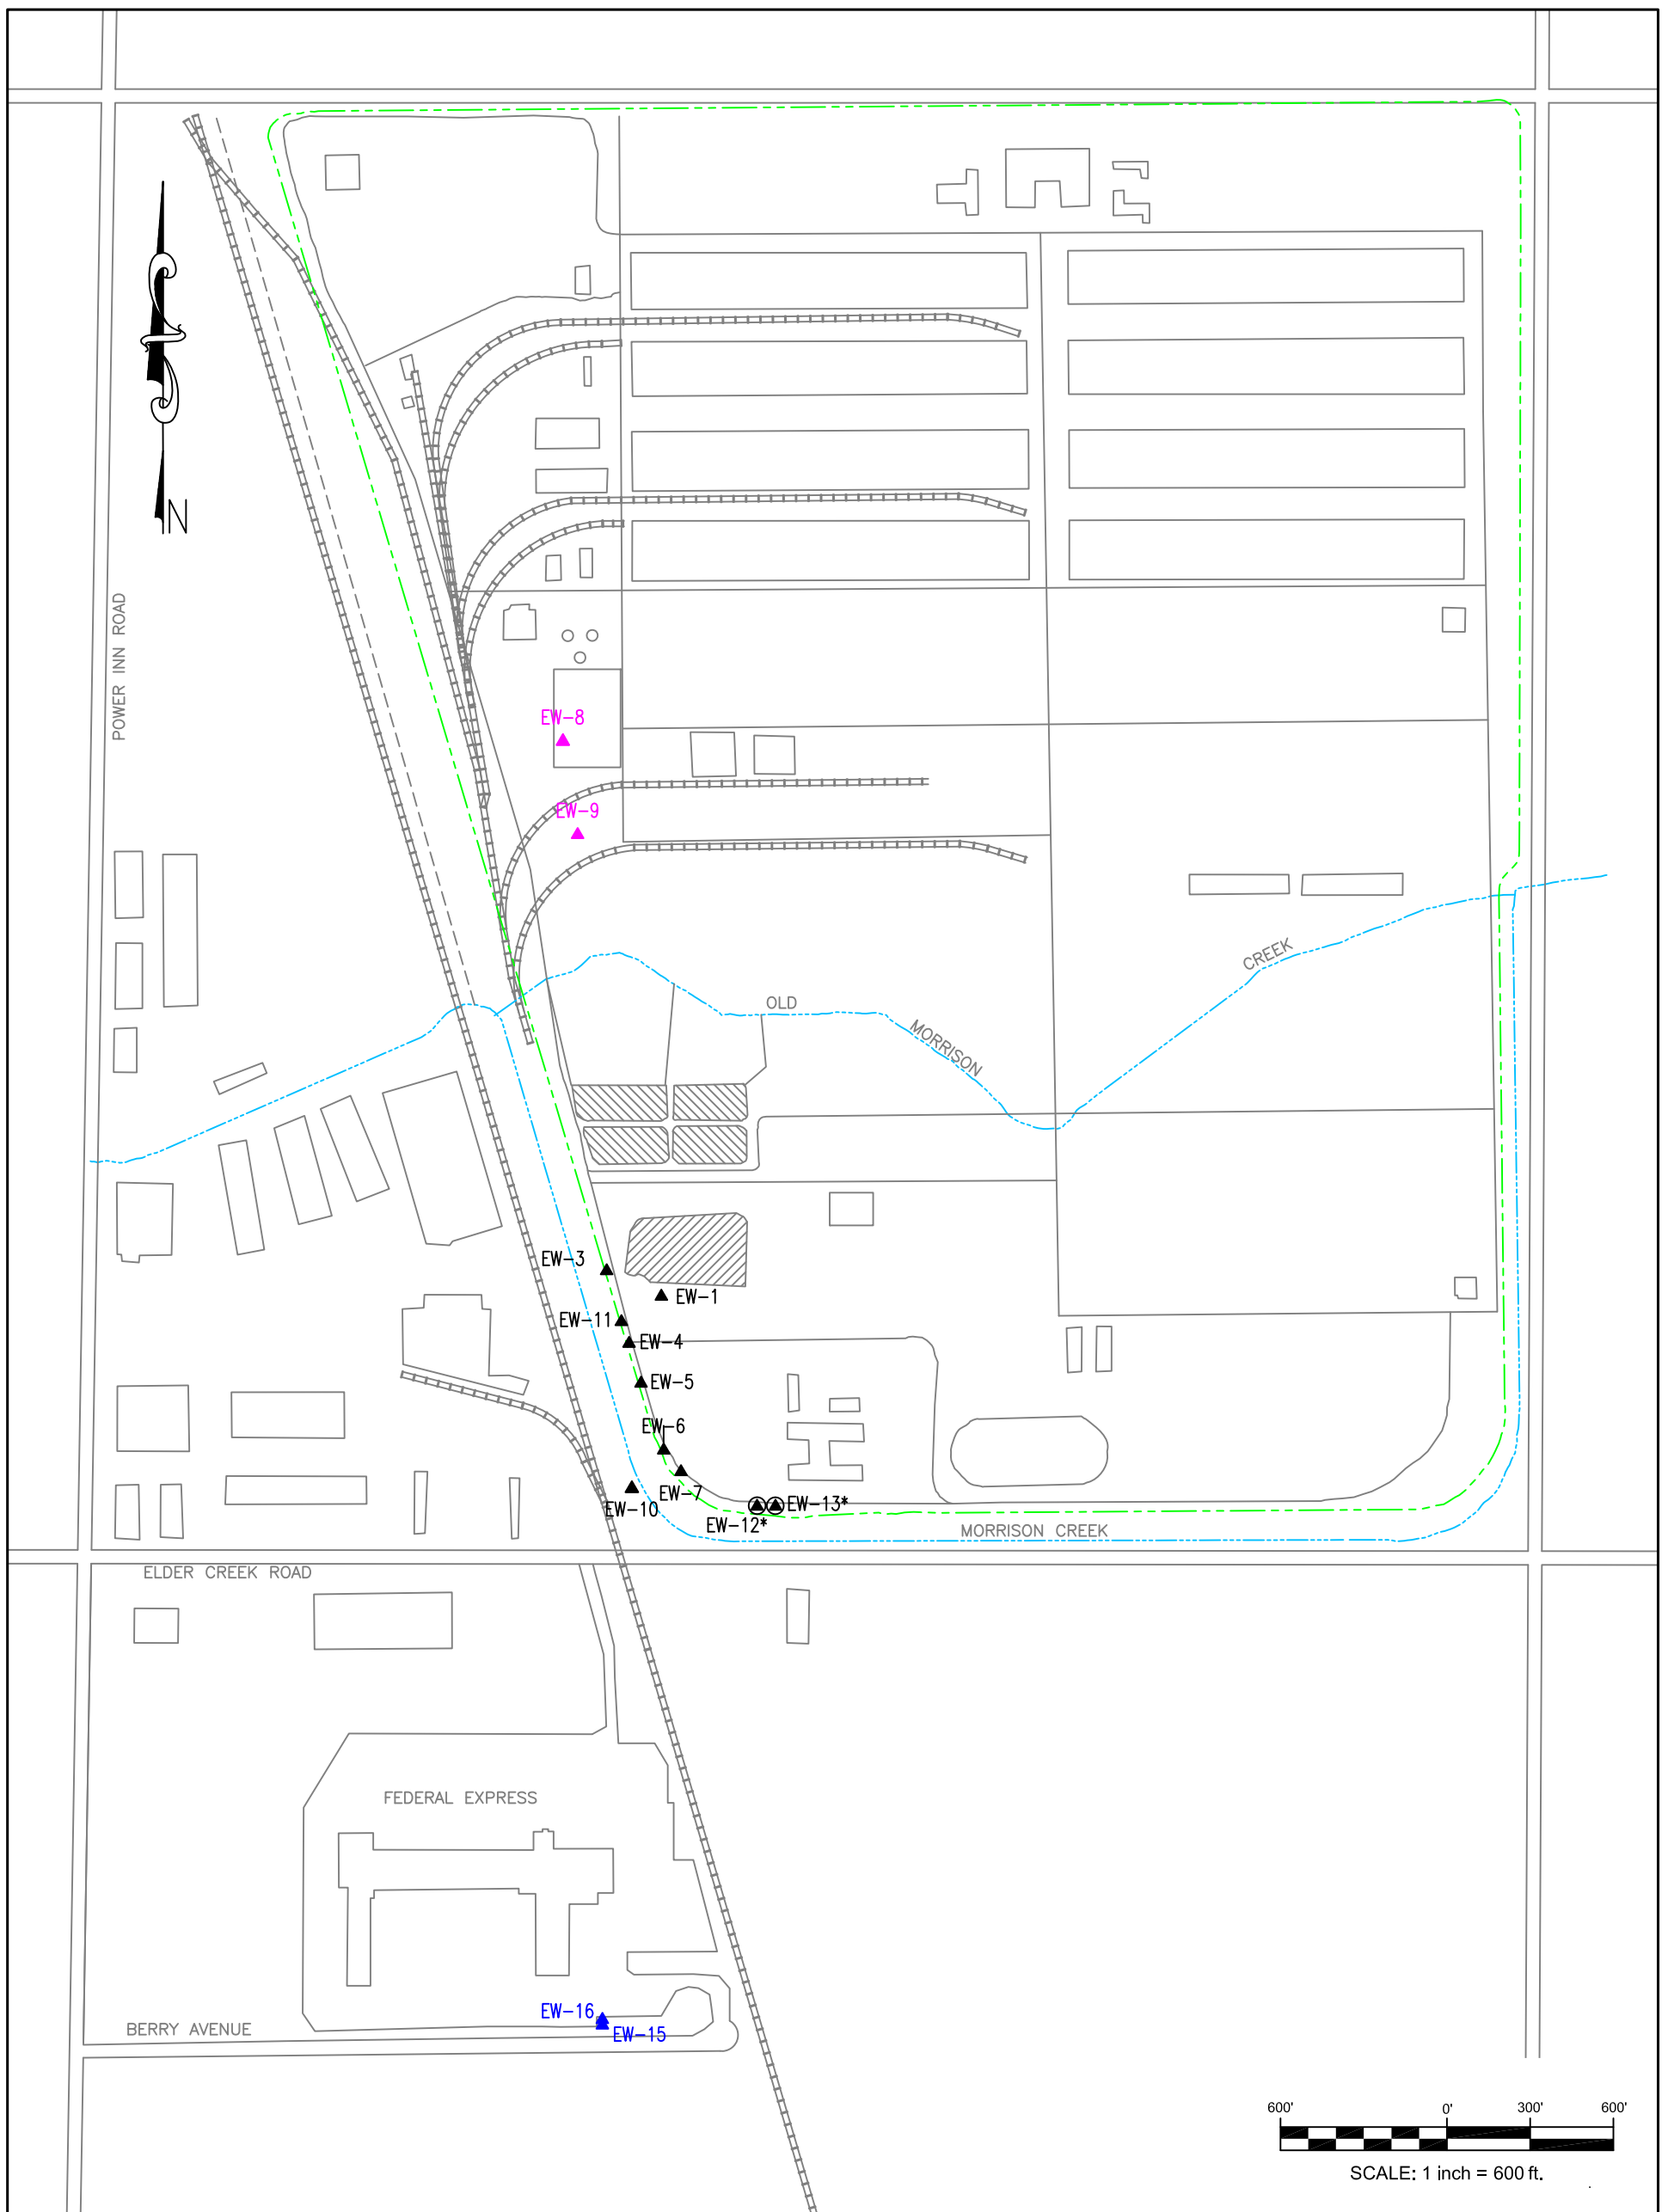 N
POWER INN ROAD
EW-8
EW-9
CREEK
OLD
MORRISON
EW-3
EW-1
EW-11
EW-4
EW-5
EW-6
EW-7
EW-10
EW-13*
EW-12*
MORRISON CREEK
ELDER CREEK ROAD
FEDERAL EXPRESS
EW-16
EW-15
BERRY AVENUE
600' 0' 300' 600'
SCALE: 1 inch = 600 ft.